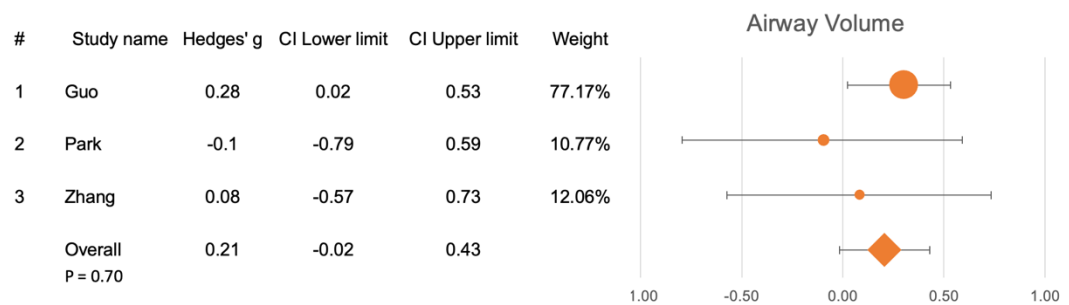 Airway Volume
# Study name Hedges' g CI Lower limit CI Upper limit Weight
1 Guo 0.28 0.02 0.53 77.17%
2 Park -0.1 -0.79 0.59 10.77%
3 Zhang 0.08 -0.57 0.73 12.06%
Overall 0.21 -0.02 0.43
P = 0.70
1.00 -0.50 0.00 0.50 1.00